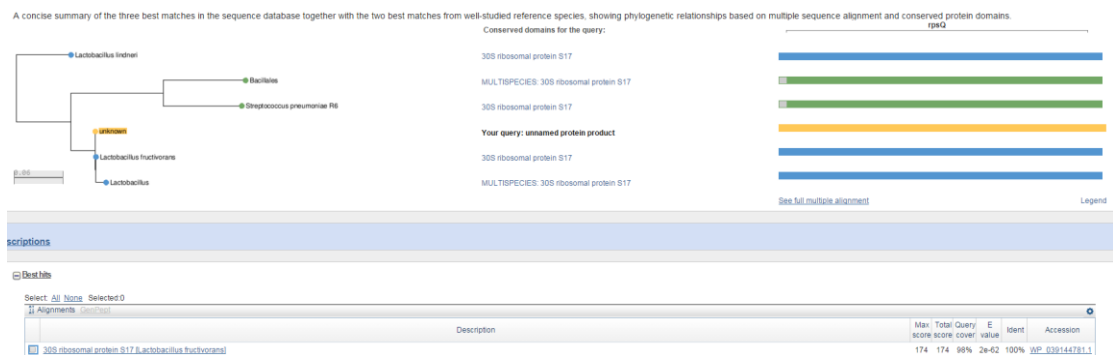 A concise summary of the three best matches in the sequence database together with the two best matches from well-studied reference species, showing phylogenetic relationships based on multiple sequence alignment and conserved protein domains.
Conserved domains for the query:
rpsQ
Lactobacillus lindneri
30S ribosomal protein S17
Bacillales
MULTISPECIES: 30S ribosomal protein S17
Streptococcus pneumoniae R6
30S ribosomal protein S17
unknown
Your query: unnamed protein product
Lactobacillus fructivorans
30S ribosomal protein S17
0.06
Lactobacillus
MULTISPECIES: 30S ribosomal protein S17
See full multiple alignment
Legend
scriptions
Best hits
Select: All None Selected:0
Alignments GenPept
Description
Max score
Total score
Query cover
E value
Ident
Accession
30S ribosomal protein S17 [Lactobacillus fructivorans]
174 174 98% 2e-62 100% WP_039144781.1